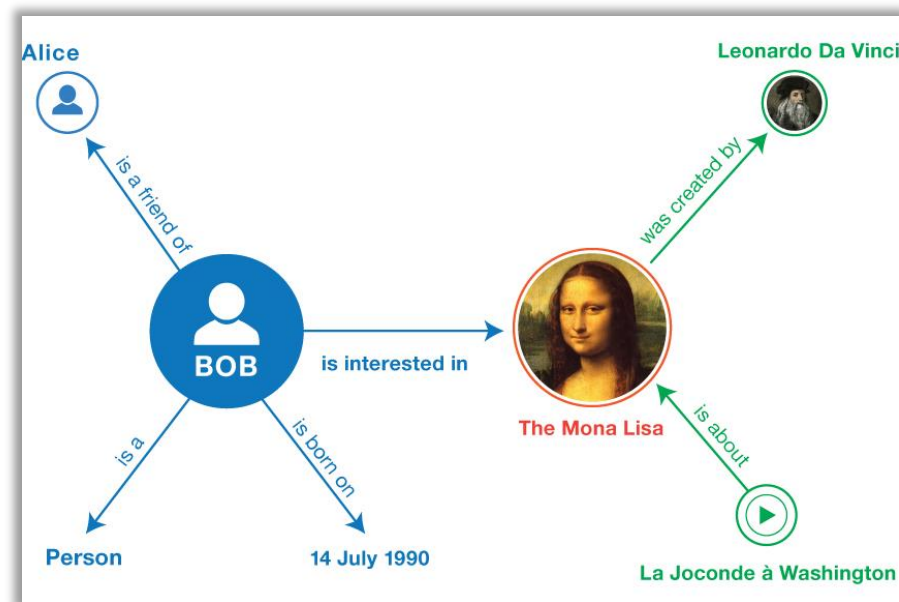 Alice
Leonardo Da Vinci
is a friend of
was created by
BOB
is interested in
The Mona Lisa
is a
is born on
is about
Person
14 July 1990
La Joconde à Washington